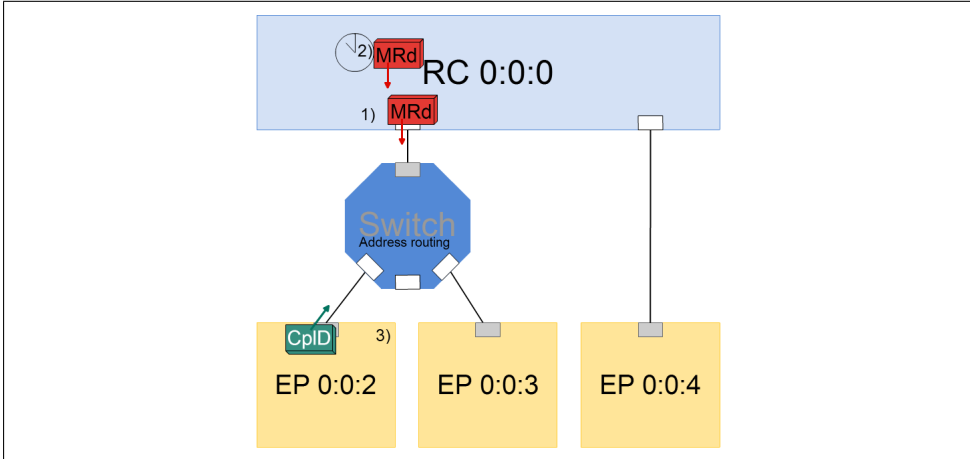 2)
MRd
RC 0:0:0
1)
MRd
Switch
Address routing
CplD
3)
EP 0:0:2
EP 0:0:3
EP 0:0:4